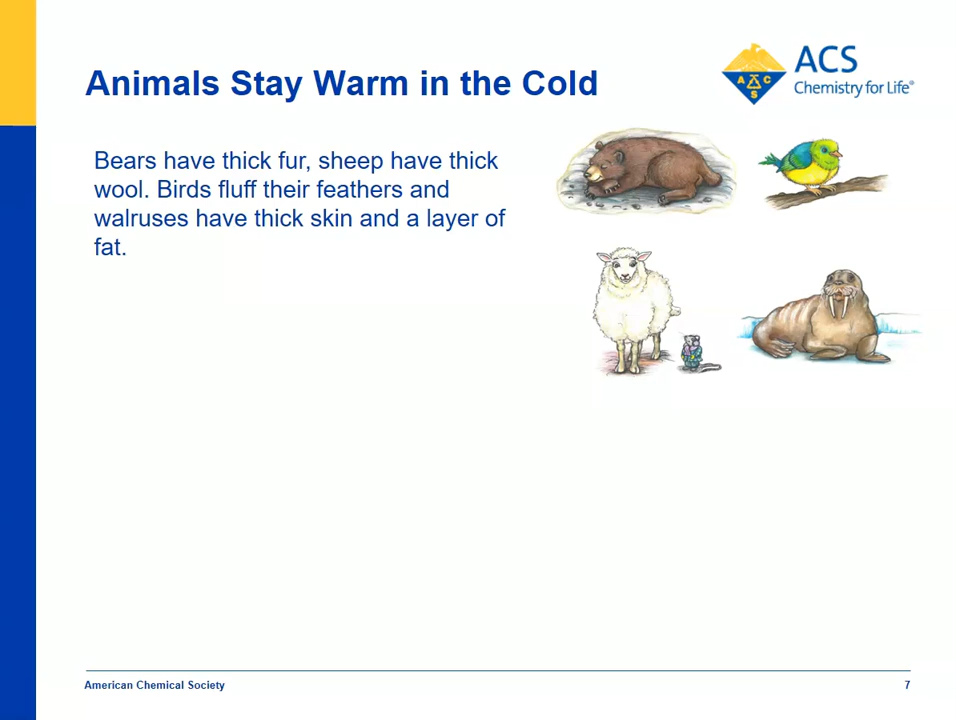 Animals Stay Warm in the Cold
ACS
Chemistry for Life®
A C S
Bears have thick fur, sheep have thick
wool. Birds fluff their feathers and
walruses have thick skin and a layer of
fat.
American Chemical Society
7